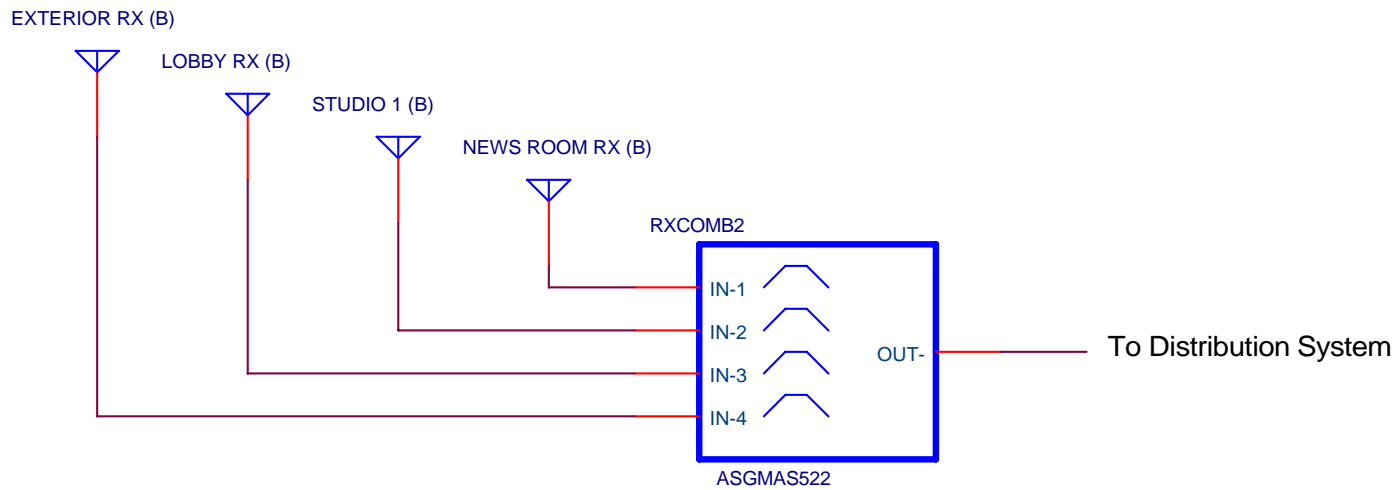 EXTERIOR RX (B)
LOBBY RX (B)
STUDIO 1 (B)
NEWS ROOM RX (B)
RXCOMB2
IN-1
IN-2
OUT-
To Distribution System
IN-3
IN-4
ASGMAS522